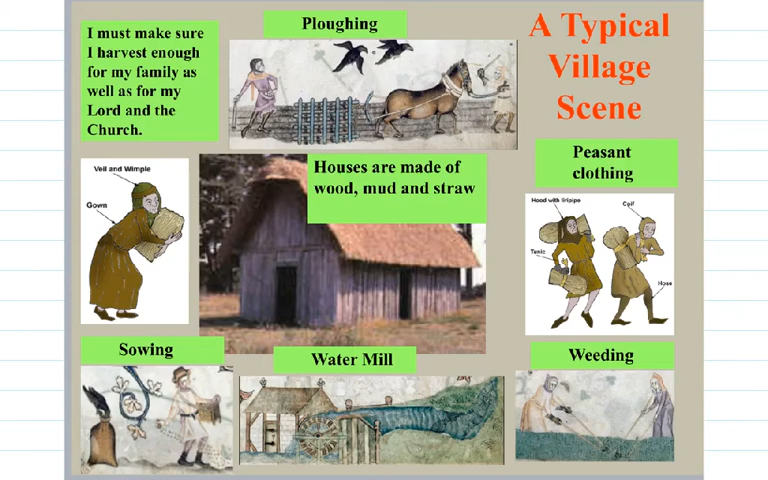 I must make sure
I harvest enough
for my family as
well as for my
Lord and the
Church.
Ploughing
A Typical
Village
Scene
Veil and Wimple
Gown
Houses are made of
wood, mud and straw
Peasant
clothing
Hood with liripipe
Coif
Tunic
Hose
Sowing
Water Mill
Weeding